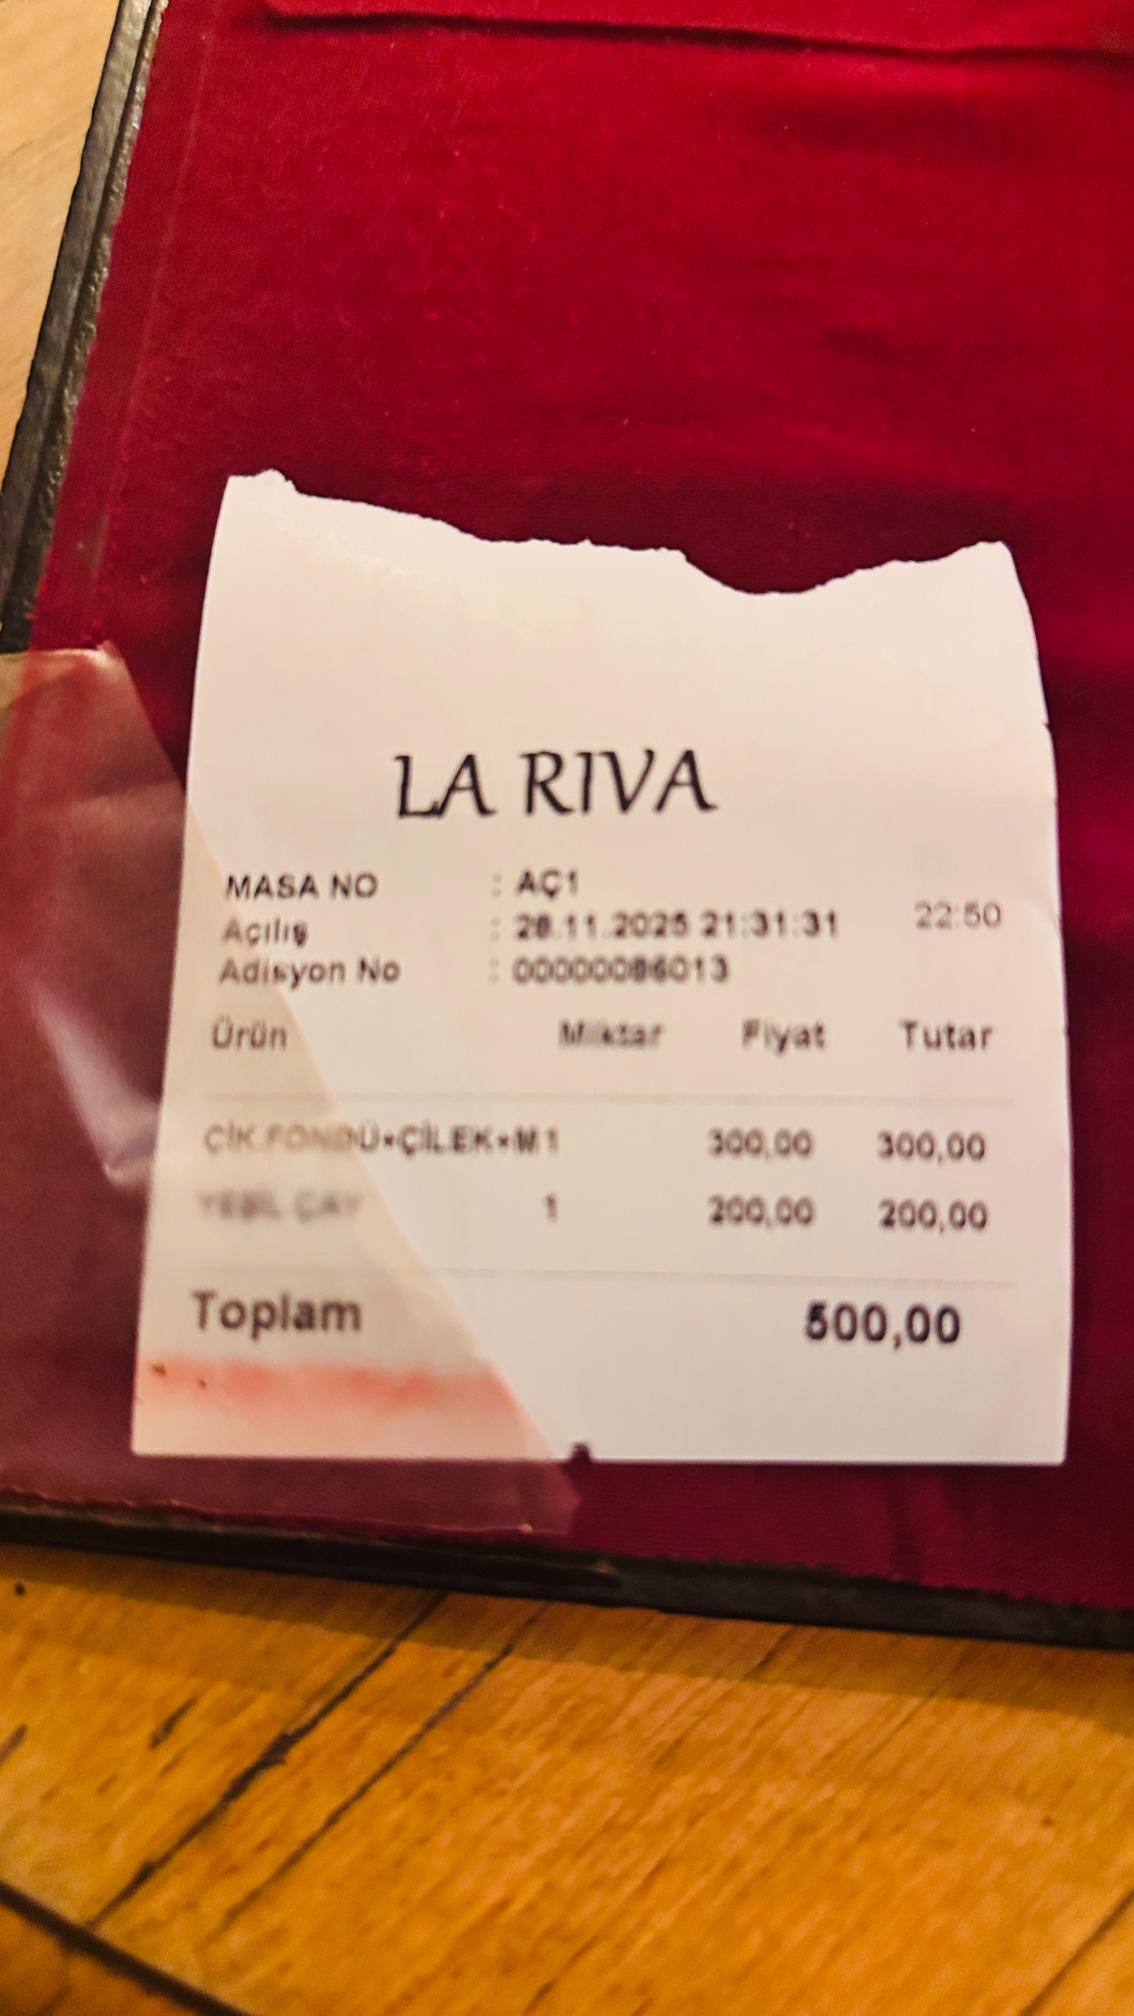 LA RIVA
MASA NO : AÇ1
Açılış : 28.11.2025 21:31:31 22:50
Adisyon No : 00000086013
Ürün Miktar Fiyat Tutar
ÇİK.FONDÜ+ÇİLEK+M 1 300,00 300,00
YEŞİL ÇAY 1 200,00 200,00
Toplam 500,00